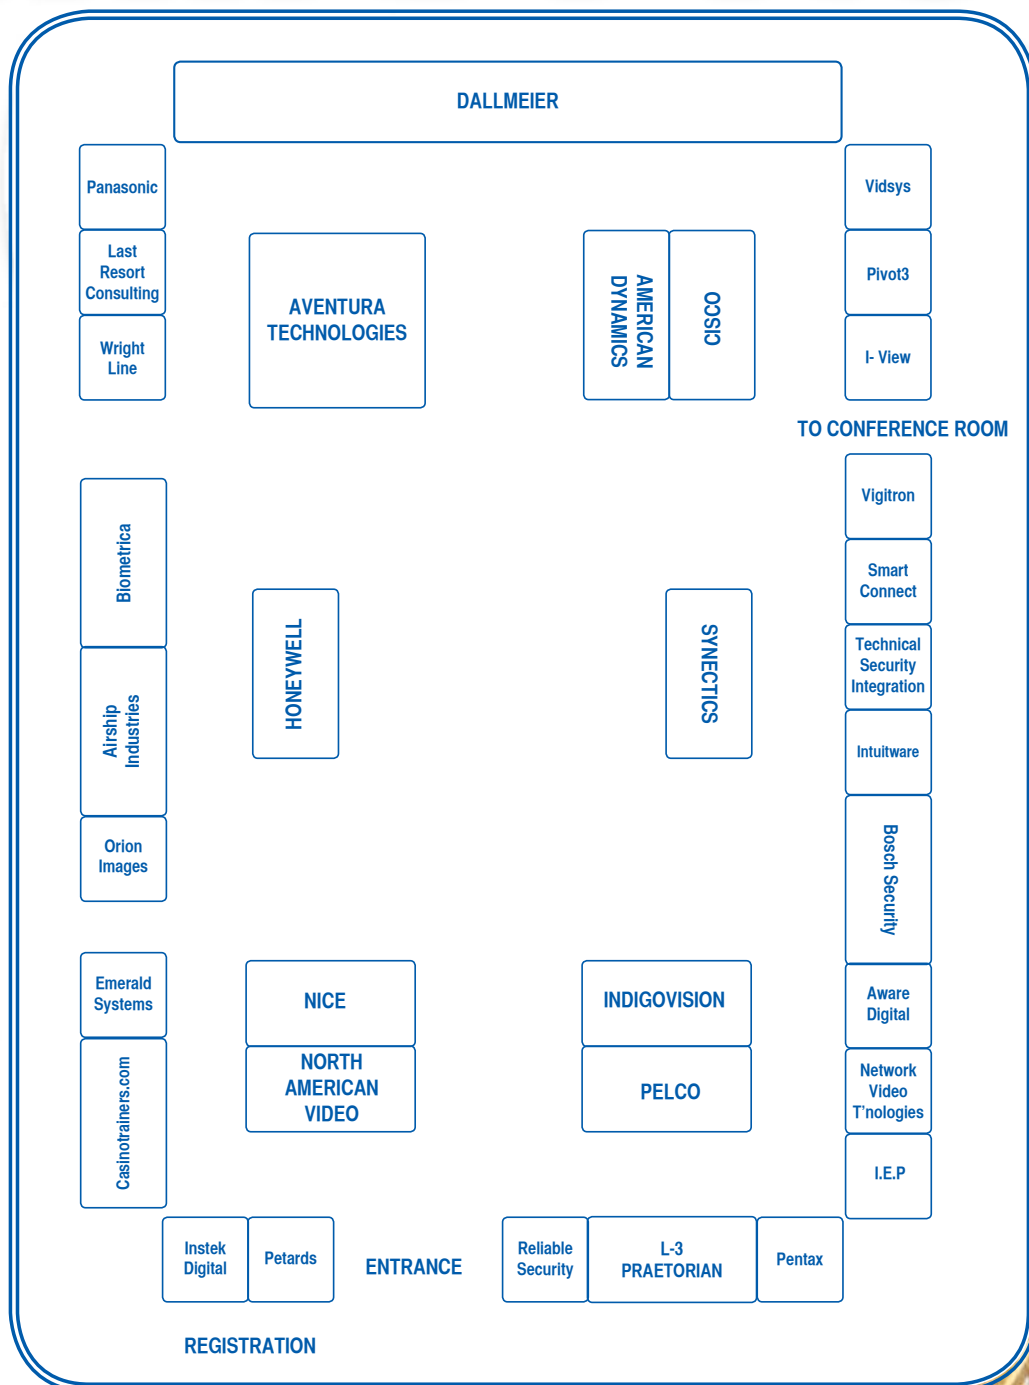 DALLMEIER
Panasonic
Vidsys
Last
Resort
Consulting
AVENTURA
TECHNOLOGIES
AMERICAN
DYNAMICS
CISCO
Pivot3
Wright
Line
I- View
TO CONFERENCE ROOM
Biometrica
Vigitron
Smart
Connect
HONEYWELL
SYNECTICS
Technical
Security
Integration
Airship
Industries
Intuitware
Orion
Images
Bosch Security
Emerald
Systems
NICE
INDIGOVISION
Aware
Digital
Casinotrainers.com
NORTH
AMERICAN
VIDEO
PELCO
Network
Video
T'nologies
I.E.P
Instek
Digital
Petards
ENTRANCE
Reliable
Security
L-3
PRAETORIAN
Pentax
REGISTRATION